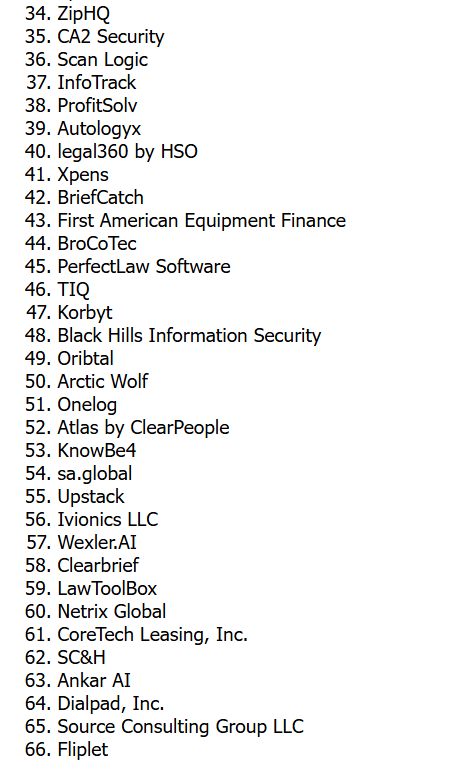 34. ZipHQ
35. CA2 Security
36. Scan Logic
37. InfoTrack
38. ProfitSolv
39. Autologyx
40. legal360 by HSO
41. Xpens
42. BriefCatch
43. First American Equipment Finance
44. BroCoTec
45. PerfectLaw Software
46. TIQ
47. Korbyt
48. Black Hills Information Security
49. Oribtal
50. Arctic Wolf
51. Onelog
52. Atlas by ClearPeople
53. KnowBe4
54. sa.global
55. Upstack
56. Ivionics LLC
57. Wexler.AI
58. Clearbrief
59. LawToolBox
60. Netrix Global
61. CoreTech Leasing, Inc.
62. SC&H
63. Ankar AI
64. Dialpad, Inc.
65. Source Consulting Group LLC
66. Fliplet